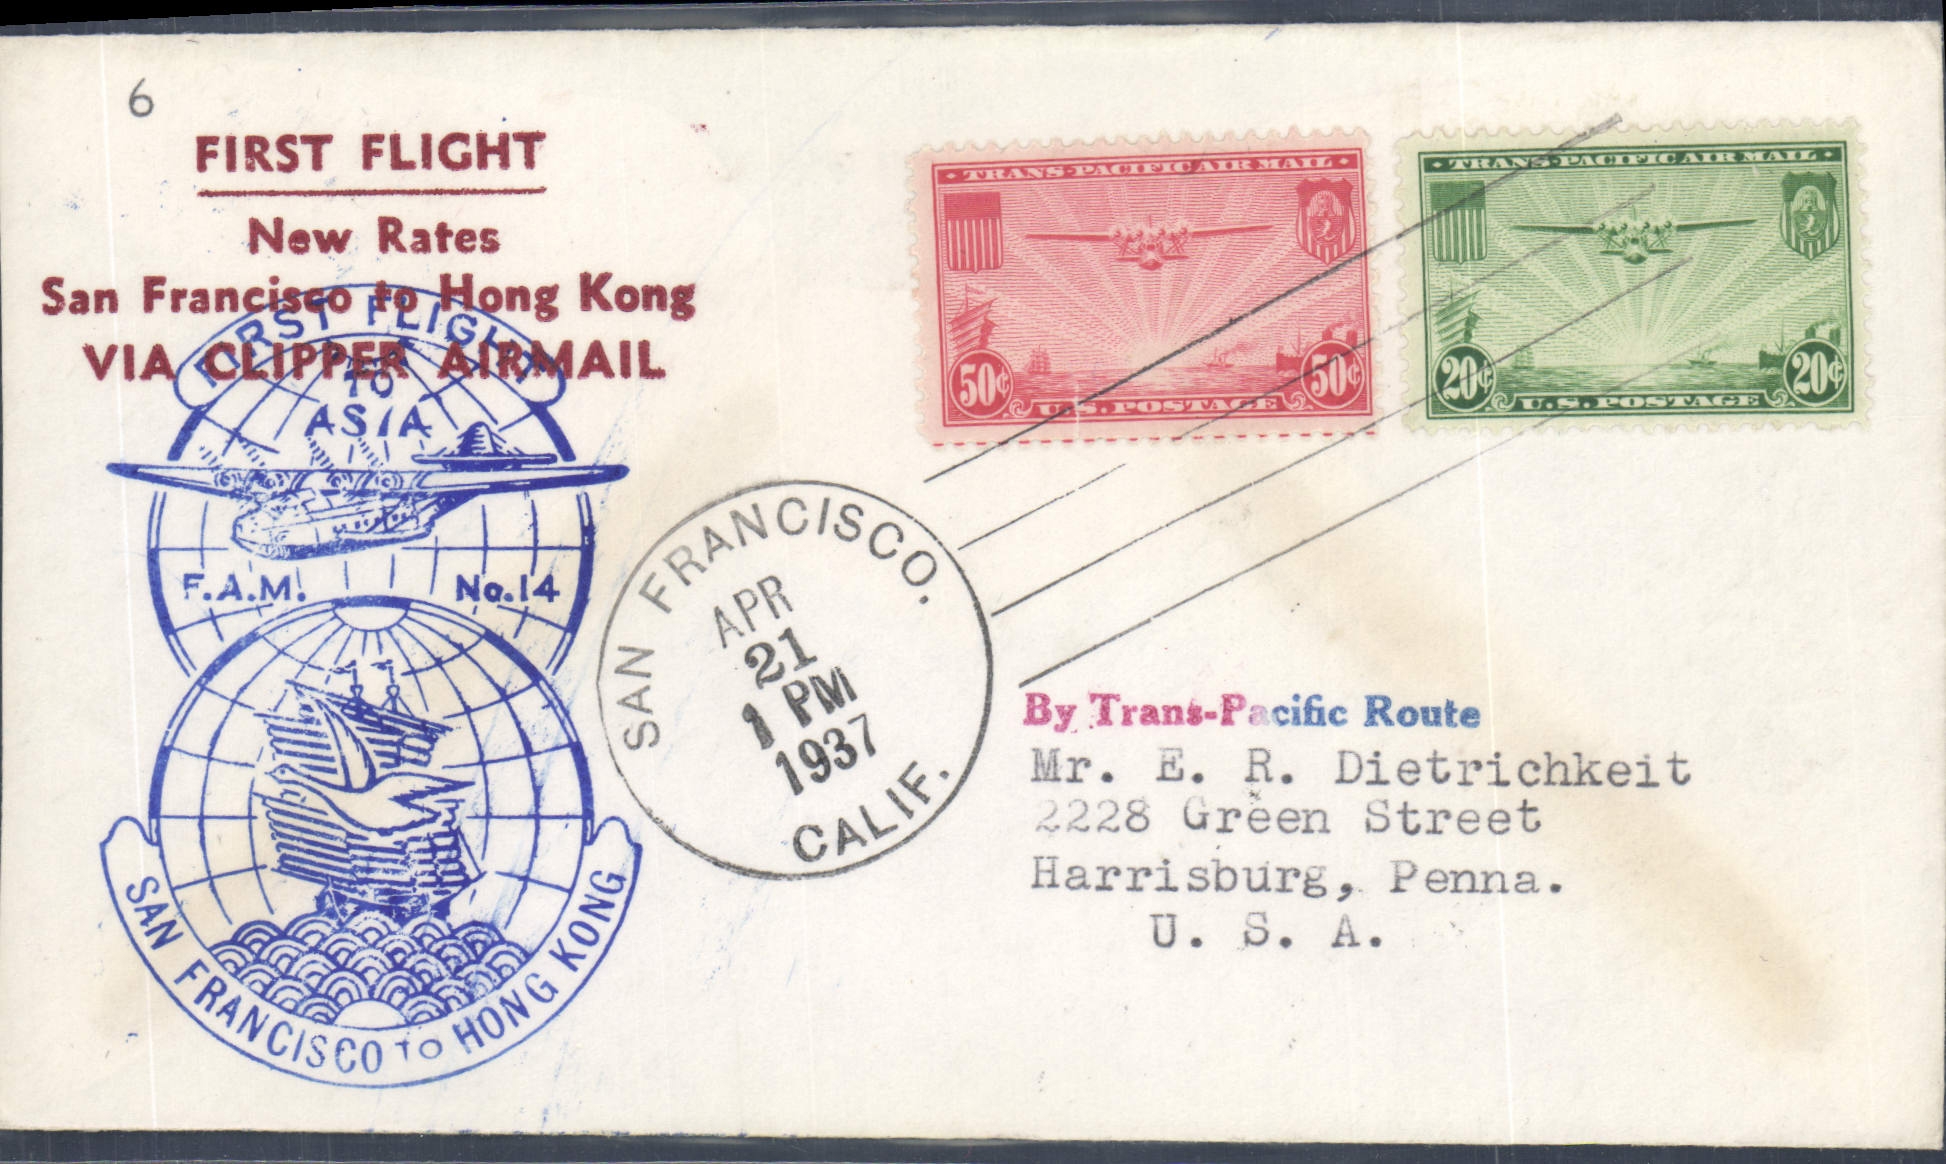 6
FIRST FLIGHT
New Rates
San Francisco to Hong Kong
VIA CLIPPER AIRMAIL
FIRST FLIGHT
TO
ASIA
F.A.M. No.14
SAN FRANCISCO TO HONG KONG
TRANS-PACIFIC AIR MAIL
50¢ 50¢
U.S. POSTAGE
TRANS-PACIFIC AIR MAIL
20¢ 20¢
U.S. POSTAGE
SAN FRANCISCO.
APR
21
1 PM
1937
CALIF.
By Trans-Pacific Route
Mr. E. R. Dietrichkeit
2228 Green Street
Harrisburg, Penna.
U. S. A.